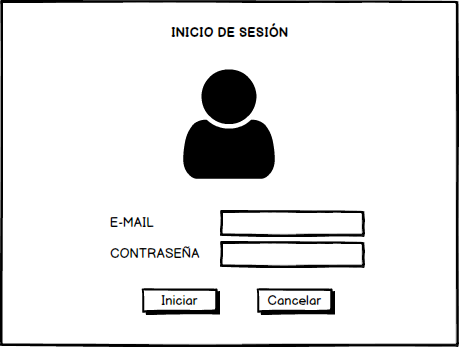 INICIO DE SESIÓN
E-MAIL
CONTRASEÑA
Iniciar Cancelar